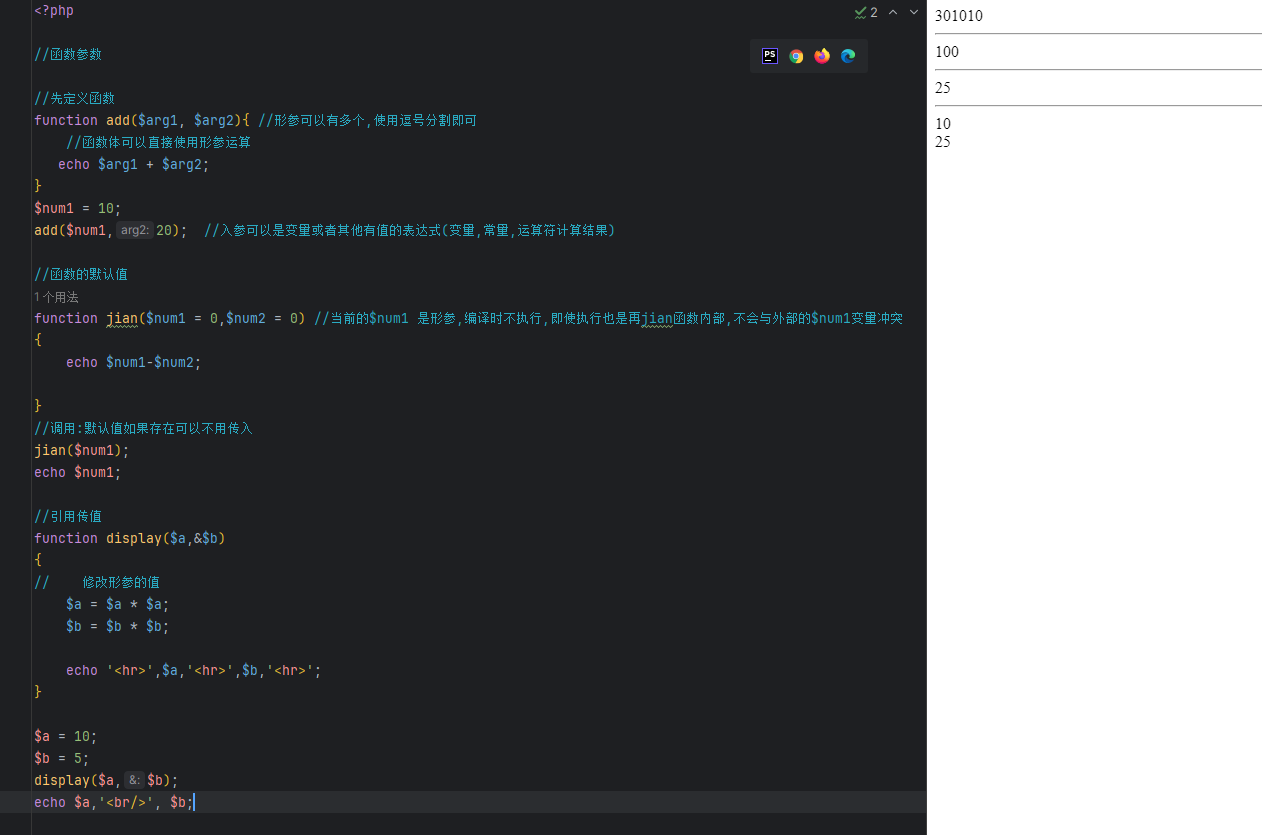 <?php
2
PS
//函数参数
//先定义函数
function add($arg1, $arg2){ //形参可以有多个,使用逗号分割即可
//函数体可以直接使用形参运算
echo $arg1 + $arg2;
}
$num1 = 10;
add($num1, arg2: 20); //入参可以是变量或者其他有值的表达式(变量,常量,运算符计算结果)
//函数的默认值
1 个用法
function jian($num1 = 0,$num2 = 0) //当前的$num1 是形参,编译时不执行,即使执行也是再jian函数内部,不会与外部的$num1变量冲突
{
echo $num1-$num2;
}
//调用:默认值如果存在可以不用传入
jian($num1);
echo $num1;
//引用传值
function display($a,&$b)
{
// 修改形参的值
$a = $a * $a;
$b = $b * $b;
echo '<hr>',$a,'<hr>',$b,'<hr>';
}
$a = 10;
$b = 5;
display($a, &: $b);
echo $a,'<br/>', $b;
301010
100
25
10
25